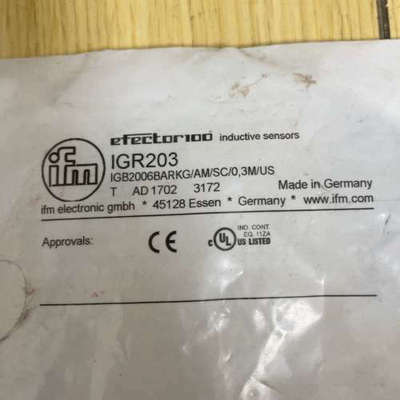 ifm
efector100 inductive sensors
IGR203
IGB2006BARKG/AM/SC/0,3M/US
T AD1702 3172 Made in Germany
ifm electronic gmbh * 45128 Essen * Germany * www.ifm.com
Approvals: CE c UL US LISTED
IND. CONT. EQ. 11ZA